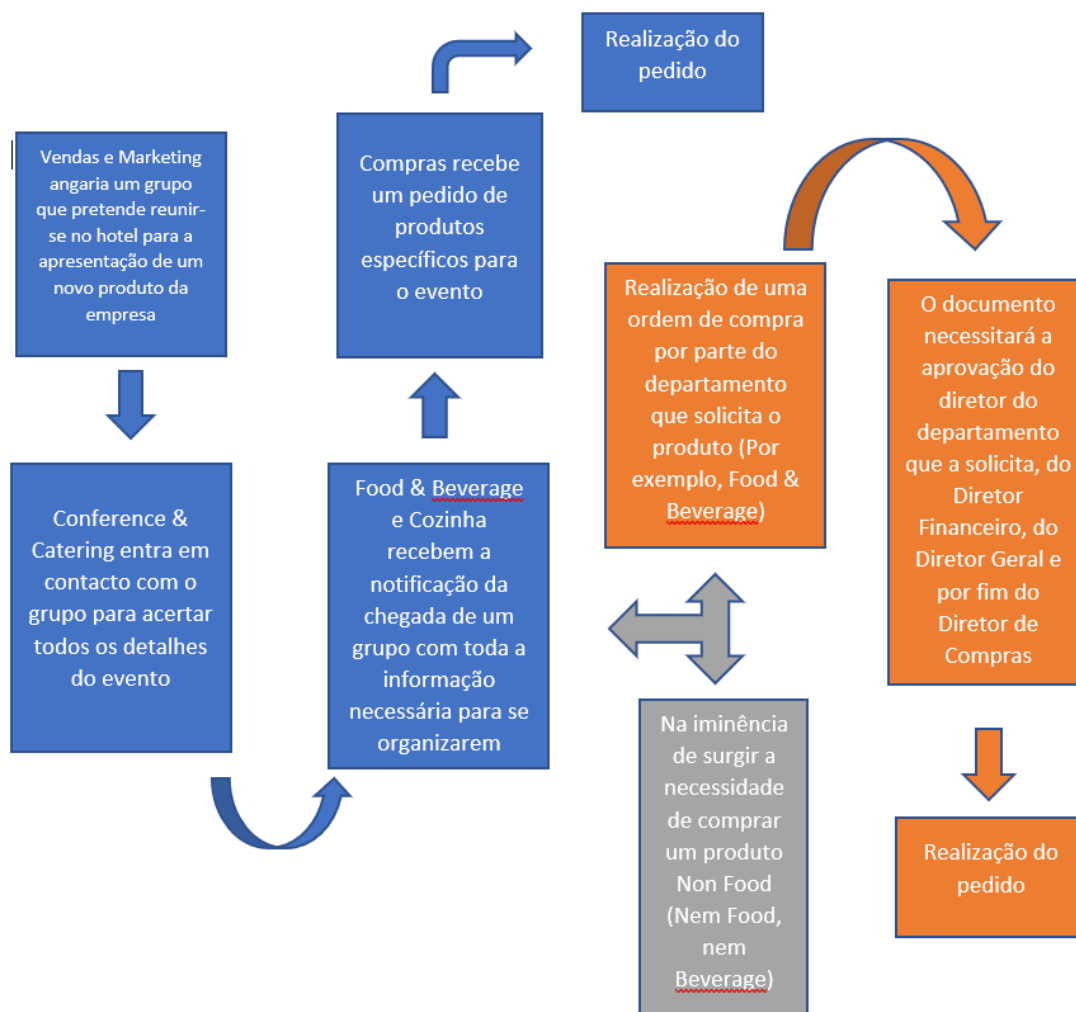 Vendas e Marketing
angaria um grupo
que pretende reunir-
se no hotel para a
apresentação de um
novo produto da
empresa
Conference &
Catering entra em
contacto com o
grupo para acertar
todos os detalhes
do evento
Food & Beverage
e Cozinha
recebem a
notificação da
chegada de um
grupo com toda a
informação
necessária para se
organizarem
Compras recebe
um pedido de
produtos
específicos para
o evento
Realização do
pedido
Na iminência
de surgir a
necessidade
de comprar
um produto
Non Food
(Nem Food,
nem
Beverage)
Realização de uma
ordem de compra
por parte do
departamento
que solicita o
produto (Por
exemplo, Food &
Beverage)
O documento
necessitará a
aprovação do
diretor do
departamento
que a solicita, do
Diretor
Financeiro, do
Diretor Geral e
por fim do
Diretor de
Compras
Realização do
pedido